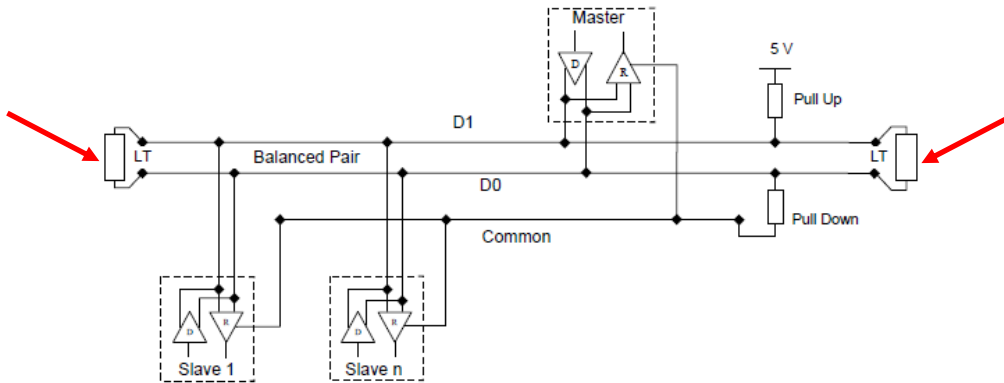 Master
D
R
5 V
Pull Up
D1
LT
Balanced Pair
LT
D0
Pull Down
Common
D
R
D
R
Slave 1
Slave n